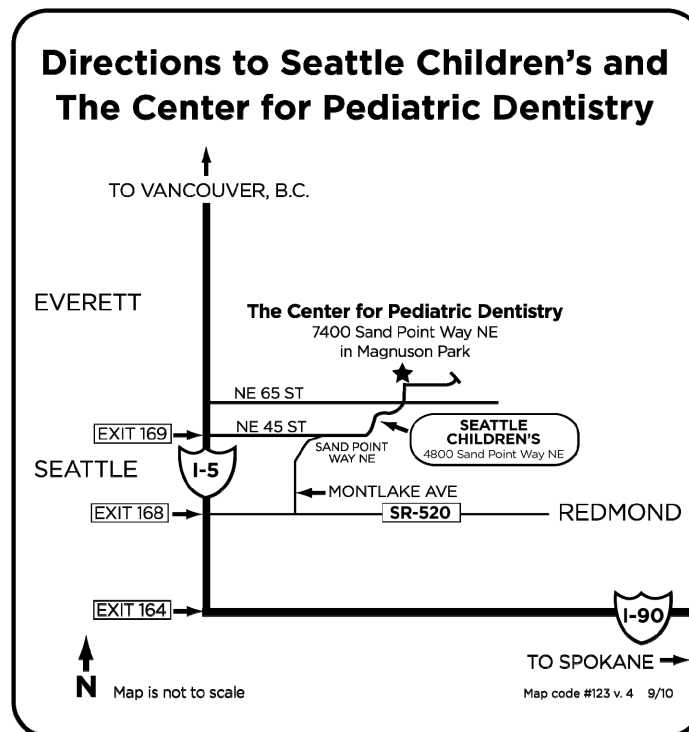 Directions to Seattle Children's and
The Center for Pediatric Dentistry
TO VANCOUVER, B.C.
EVERETT
The Center for Pediatric Dentistry
7400 Sand Point Way NE
in Magnuson Park
NE 65 ST
EXIT 169
NE 45 ST
SEATTLE
CHILDREN'S
4800 Sand Point Way NE
SAND POINT
WAY NE
SEATTLE
I-5
MONTLAKE AVE
EXIT 168
SR-520
REDMOND
EXIT 164
I-90
TO SPOKANE
N
Map is not to scale
Map code #123 v. 4 9/10